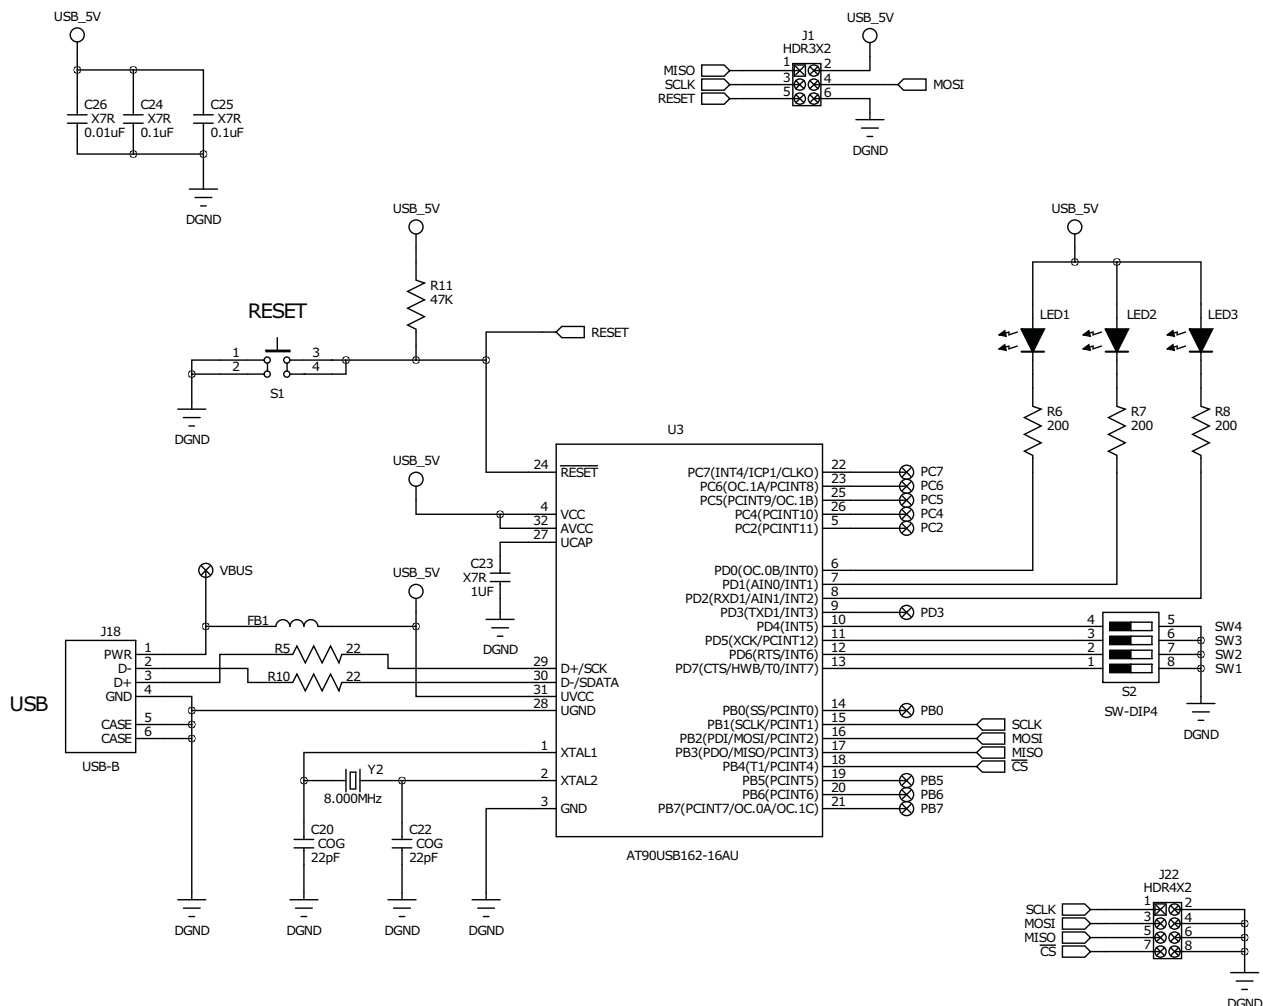 USB_5V
C26
X7R
0.01uF
C24
X7R
0.1uF
C25
X7R
0.1uF
DGND
J1
HDR3X2
USB_5V
MISO 1 2
SCLK 3 4 MOSI
RESET 5 6
DGND
USB_5V
R11
47K
RESET
RESET
1 3
2 4
S1
DGND
USB_5V
LED1 LED2 LED3
R6
200
R7
200
R8
200
U3
USB_5V
24 RESET
4 VCC
32 AVCC
27 UCAP
C23
X7R
1UF
DGND
VBUS
USB_5V
FB1
J18
USB
PWR 1
D- 2
D+ 3
GND 4
CASE 5
CASE 6
USB-B
R5 22
R10 22
29 D+/SCK
30 D-/SDATA
31 UVCC
28 UGND
1 XTAL1
2 XTAL2
3 GND
Y2
8.000MHz
C20
COG
22pF
C22
COG
22pF
DGND
DGND
DGND
DGND
PC7(INT4/ICP1/CLKO) 22 PC7
PC6(OC.1A/PCINT8) 23 PC6
PC5(PCINT9/OC.1B) 25 PC5
PC4(PCINT10) 26 PC4
PC2(PCINT11) 5 PC2
PD0(OC.0B/INT0) 6
PD1(AIN0/INT1) 7
PD2(RXD1/AIN1/INT2) 8
PD3(TXD1/INT3) 9 PD3
PD4(INT5) 10 4 5 SW4
PD5(XCK/PCINT12) 11 3 6 SW3
PD6(RTS/INT6) 12 2 7 SW2
PD7(CTS/HWB/T0/INT7) 13 1 8 SW1
S2
SW-DIP4
DGND
PB0(SS/PCINT0) 14 PB0
PB1(SCLK/PCINT1) 15 SCLK
PB2(PDI/MOSI/PCINT2) 16 MOSI
PB3(PDO/MISO/PCINT3) 17 MISO
PB4(T1/PCINT4) 18 CS
PB5(PCINT5) 19 PB5
PB6(PCINT6) 20 PB6
PB7(PCINT7/OC.0A/OC.1C) 21 PB7
AT90USB162-16AU
J22
HDR4X2
SCLK 1 2
MOSI 3 4
MISO 5 6
CS 7 8
DGND